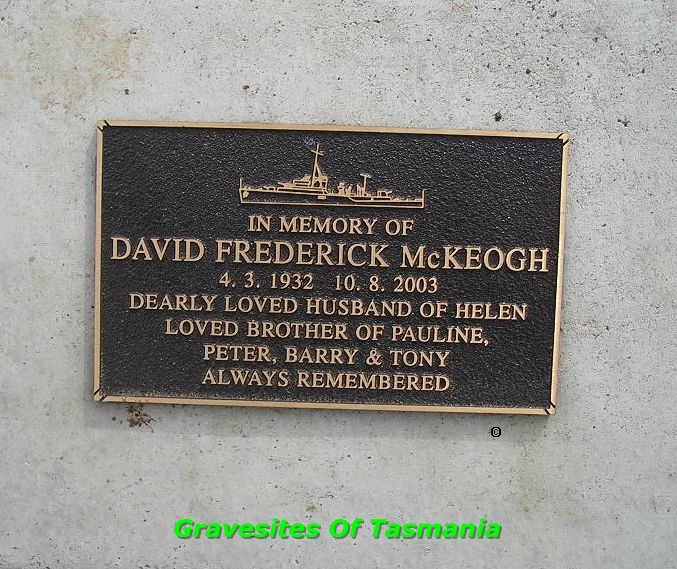 IN MEMORY OF
DAVID FREDERICK McKEOGH
4. 3. 1932 10. 8. 2003
DEARLY LOVED HUSBAND OF HELEN
LOVED BROTHER OF PAULINE,
PETER, BARRY & TONY
ALWAYS REMEMBERED
©
Gravesites Of Tasmania